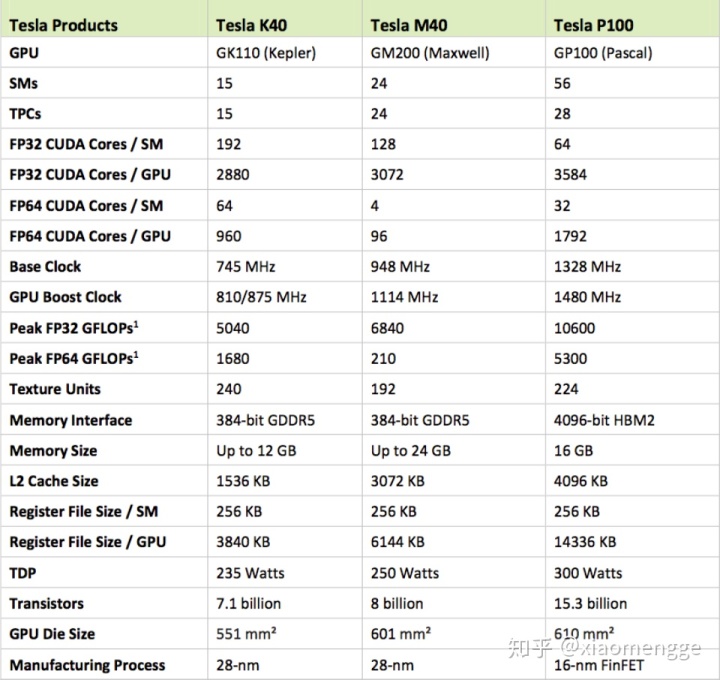 Tesla Products Tesla K40 Tesla M40 Tesla P100
GPU GK110 (Kepler) GM200 (Maxwell) GP100 (Pascal)
SMs 15 24 56
TPCs 15 24 28
FP32 CUDA Cores / SM 192 128 64
FP32 CUDA Cores / GPU 2880 3072 3584
FP64 CUDA Cores / SM 64 4 32
FP64 CUDA Cores / GPU 960 96 1792
Base Clock 745 MHz 948 MHz 1328 MHz
GPU Boost Clock 810/875 MHz 1114 MHz 1480 MHz
Peak FP32 GFLOPs¹ 5040 6840 10600
Peak FP64 GFLOPs¹ 1680 210 5300
Texture Units 240 192 224
Memory Interface 384-bit GDDR5 384-bit GDDR5 4096-bit HBM2
Memory Size Up to 12 GB Up to 24 GB 16 GB
L2 Cache Size 1536 KB 3072 KB 4096 KB
Register File Size / SM 256 KB 256 KB 256 KB
Register File Size / GPU 3840 KB 6144 KB 14336 KB
TDP 235 Watts 250 Watts 300 Watts
Transistors 7.1 billion 8 billion 15.3 billion
GPU Die Size 551 mm² 601 mm² 610 mm²
知乎 @xiaomengge
Manufacturing Process 28-nm 28-nm 16-nm FinFET